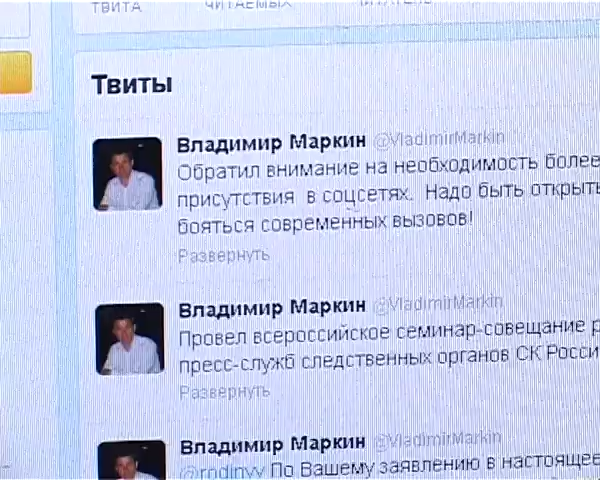 ТВИТА ЧИТАЕМЫХ
Твиты
Владимир Маркин @VladimirMarkin
Обратил внимание на необходимость более
присутствия в соцсетях. Надо быть открыт
бояться современных вызовов!
Развернуть
Владимир Маркин @VladimirMarkin
Провел всероссийское семинар-совещание р
пресс-служб следственных органов СК Росси
Развернуть
Владимир Маркин @VladimirMarkin
@rodinyy По Вашему заявлению в настоящее